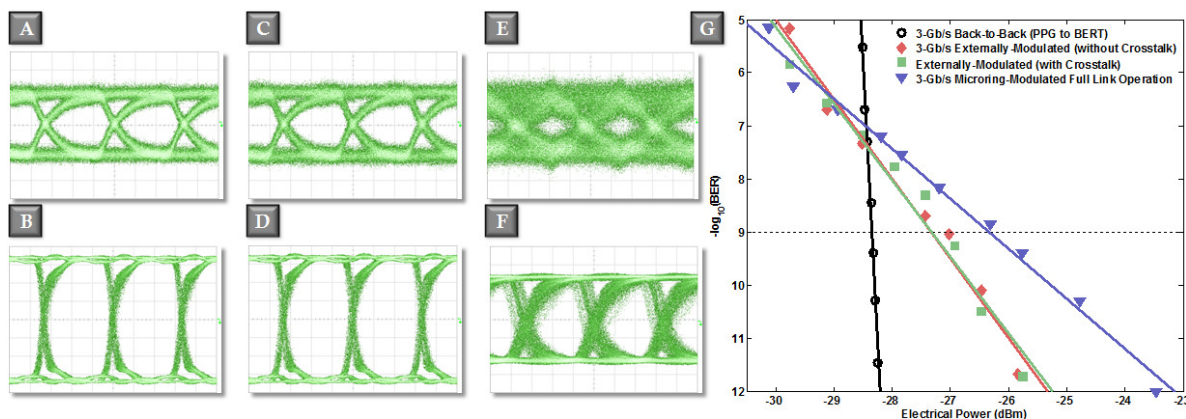 A
C
E
G
B
D
F
3-Gb/s Back-to-Back (PPG to BERT)
3-Gb/s Externally-Modulated (without Crosstalk)
Externally-Modulated (with Crosstalk)
3-Gb/s Microring-Modulated Full Link Operation
-log10(BER)
5
6
7
8
9
10
11
12
-30
-29
-28
-27
-26
-25
-24
-23
Electrical Power (dBm)